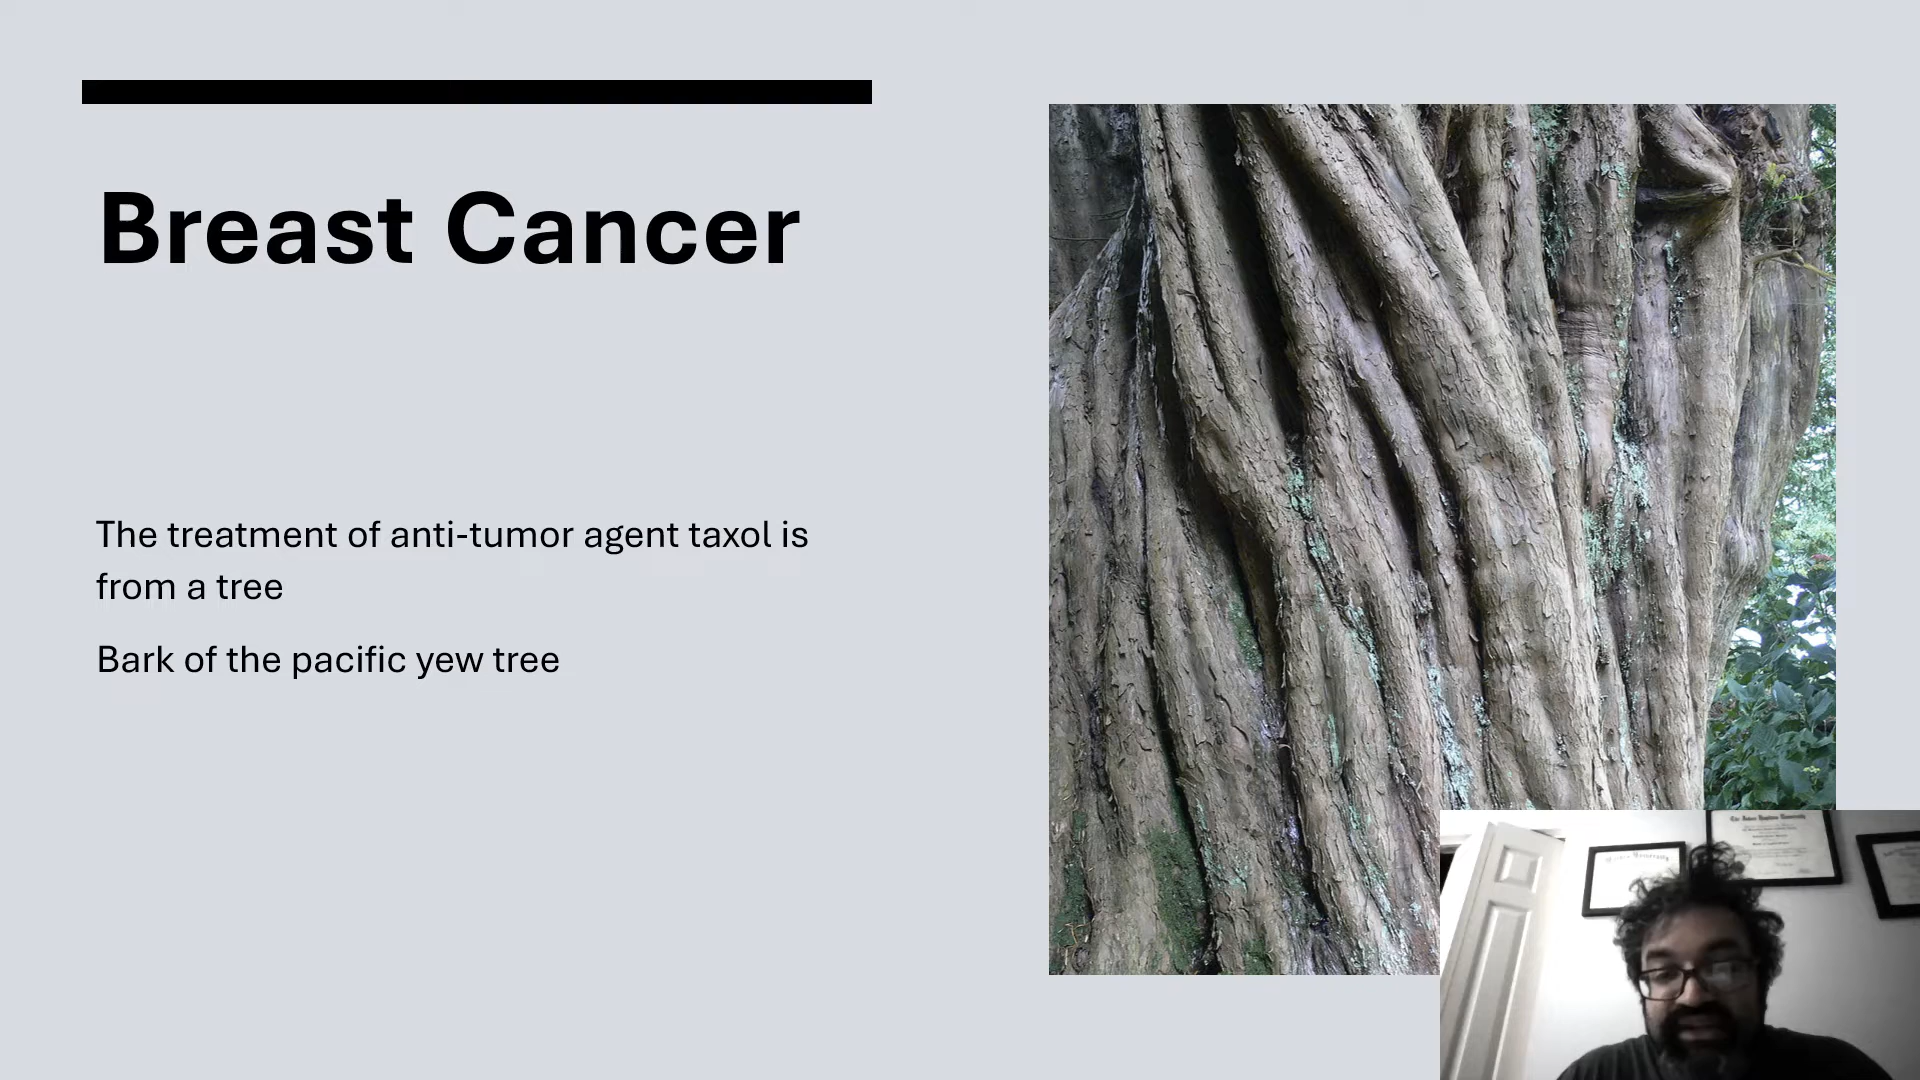 Breast Cancer
The treatment of anti-tumor agent taxol is
from a tree
Bark of the pacific yew tree